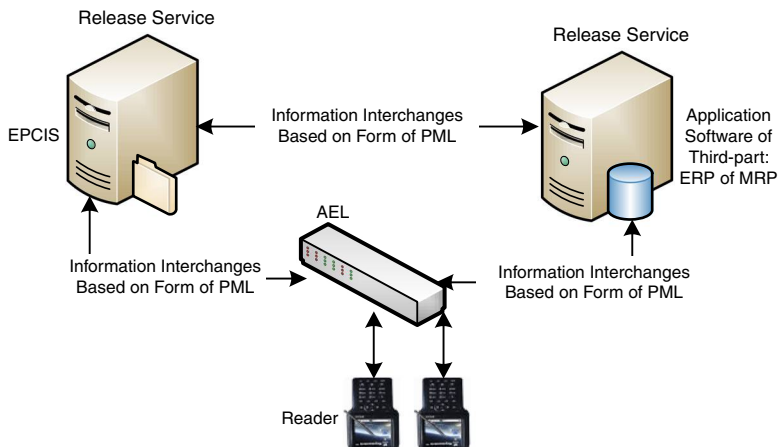 Release Service
Release Service
EPCIS
Information Interchanges
Based on Form of PML
Application
Software of
Third-part:
ERP of MRP
AEL
Information Interchanges
Based on Form of PML
Information Interchanges
Based on Form of PML
Reader